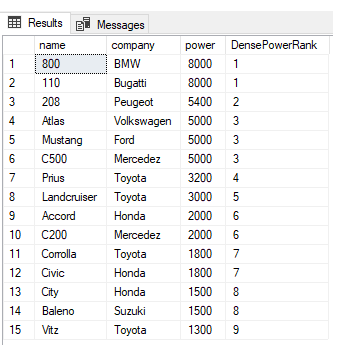 Results Messages
name company power DensePowerRank
1 800 BMW 8000 1
2 110 Bugatti 8000 1
3 208 Peugeot 5400 2
4 Atlas Volkswagen 5000 3
5 Mustang Ford 5000 3
6 C500 Mercedez 5000 3
7 Prius Toyota 3200 4
8 Landcruiser Toyota 3000 5
9 Accord Honda 2000 6
10 C200 Mercedez 2000 6
11 Corrolla Toyota 1800 7
12 Civic Honda 1800 7
13 City Honda 1500 8
14 Baleno Suzuki 1500 8
15 Vitz Toyota 1300 9